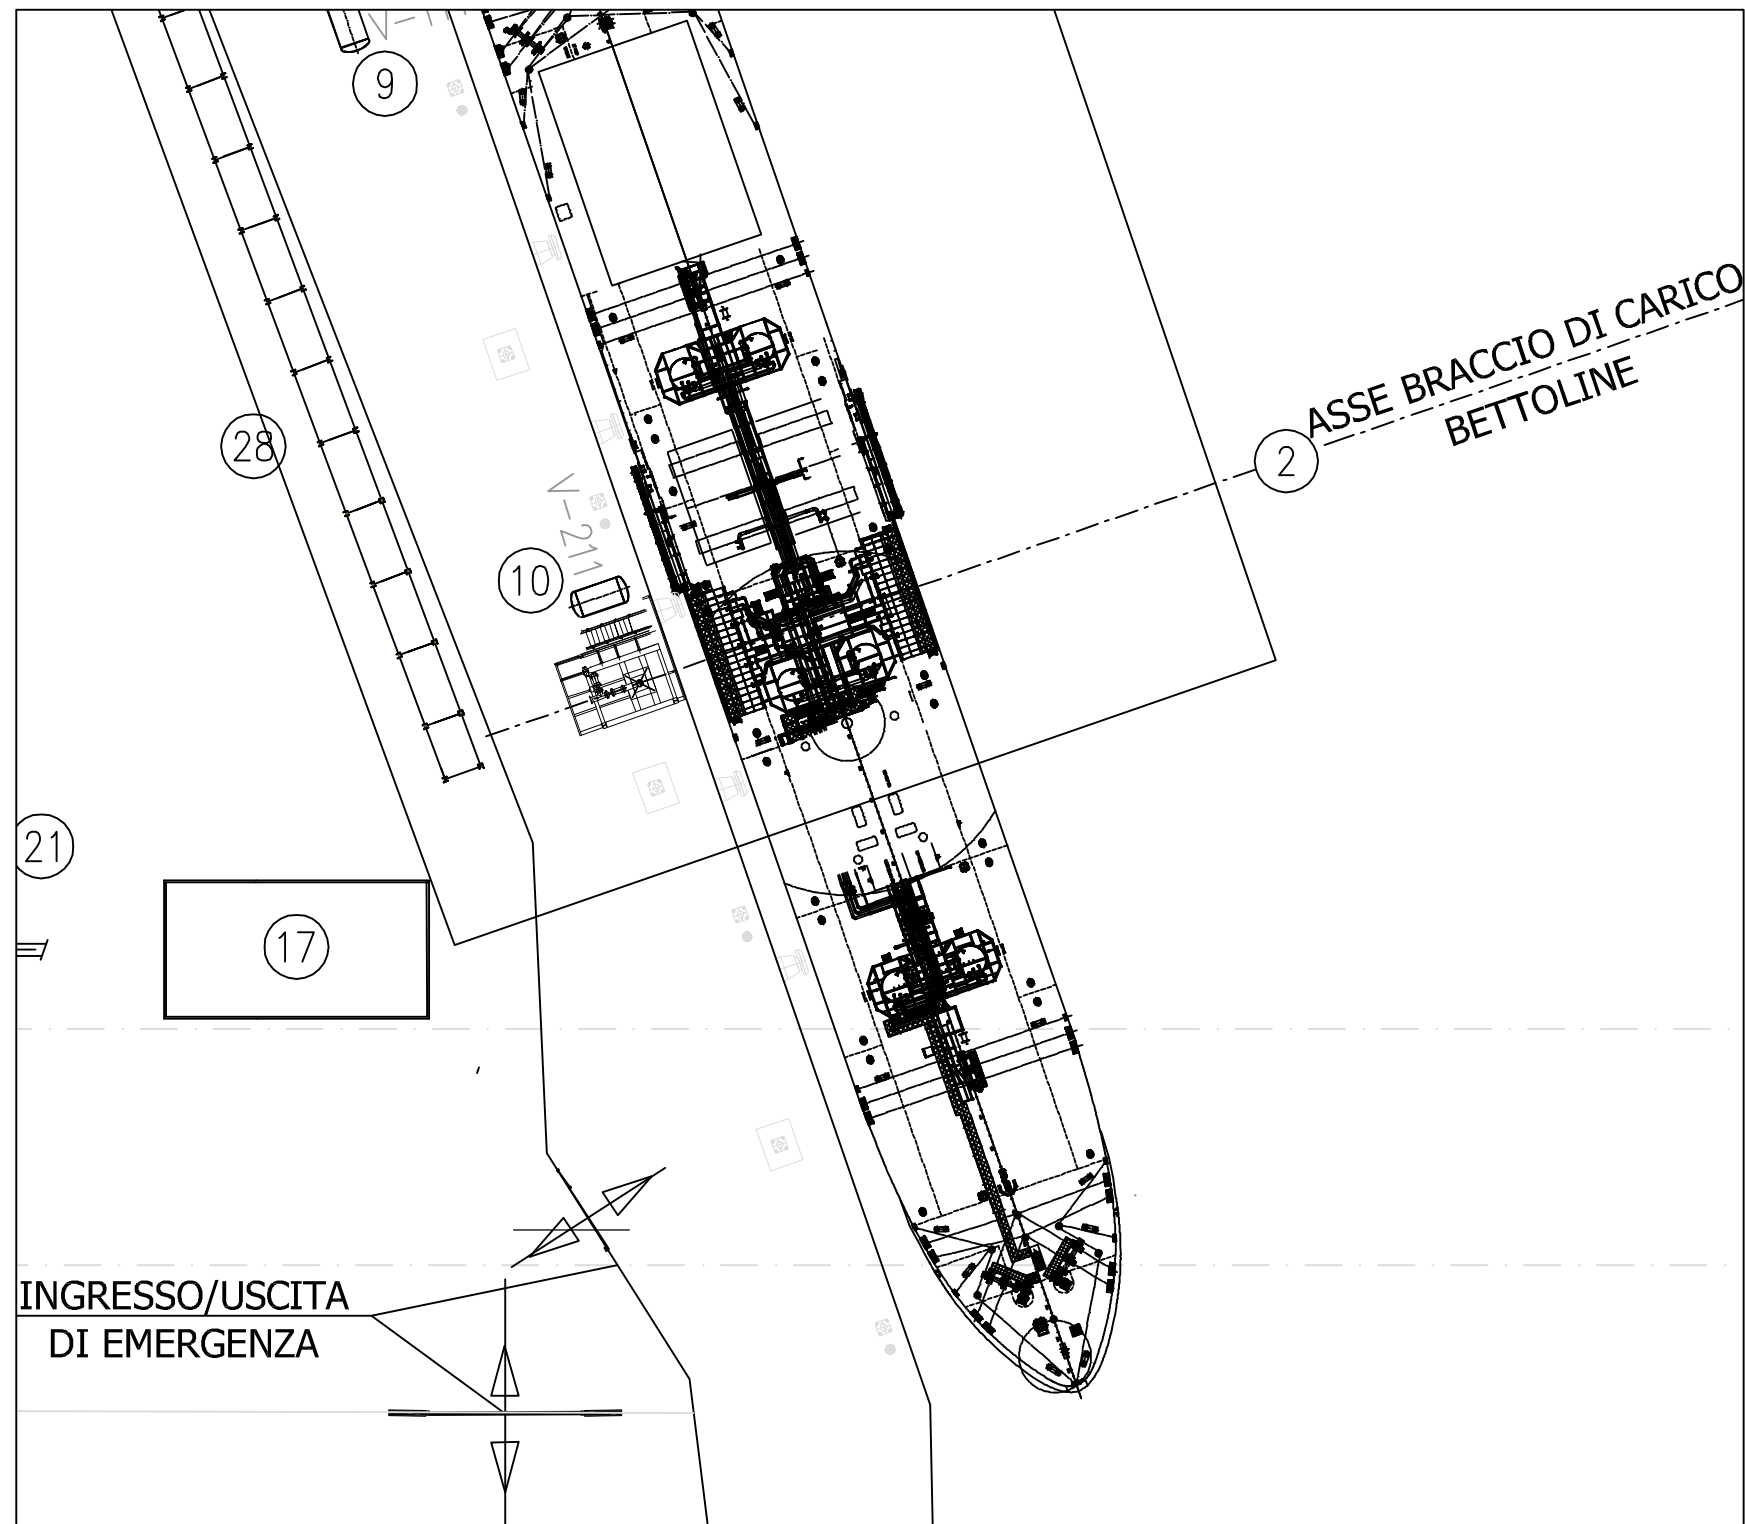 9
ASSE BRACCIO DI CARICO
BETTOLINE
28
2
V-211
10
21
17
INGRESSO/USCITA
DI EMERGENZA